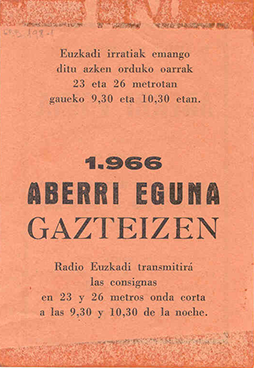 Euzkadi irratiak emango
ditu azken orduko oarrak
23 eta 26 metrotan
gaueko 9,30 eta 10,30 etan.
1.966
ABERRI EGUNA
GAZTEIZEN
Radio Euzkadi transmitirá
las consignas
en 23 y 26 metros onda corta
a las 9,30 y 10,30 de la noche.